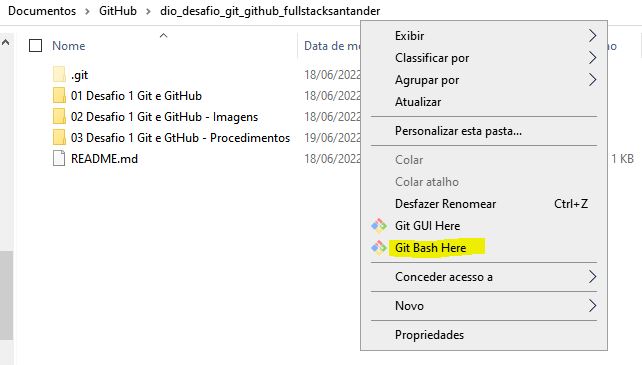 Documentos > GitHub > dio_desafio_git_github_fullstacksantander
Nome
Data de m
ho
.git
18/06/2022
01 Desafio 1 Git e GitHub
18/06/2022
02 Desafio 1 Git e GitHub - Imagens
18/06/2022
03 Desafio 1 Git e GtHub - Procedimentos
19/06/2022
README.md
18/06/2022
1 KB
Exibir
Classificar por
Agrupar por
Atualizar
Personalizar esta pasta...
Colar
Colar atalho
Desfazer Renomear Ctrl+Z
Git GUI Here
Git Bash Here
Conceder acesso a
Novo
Propriedades